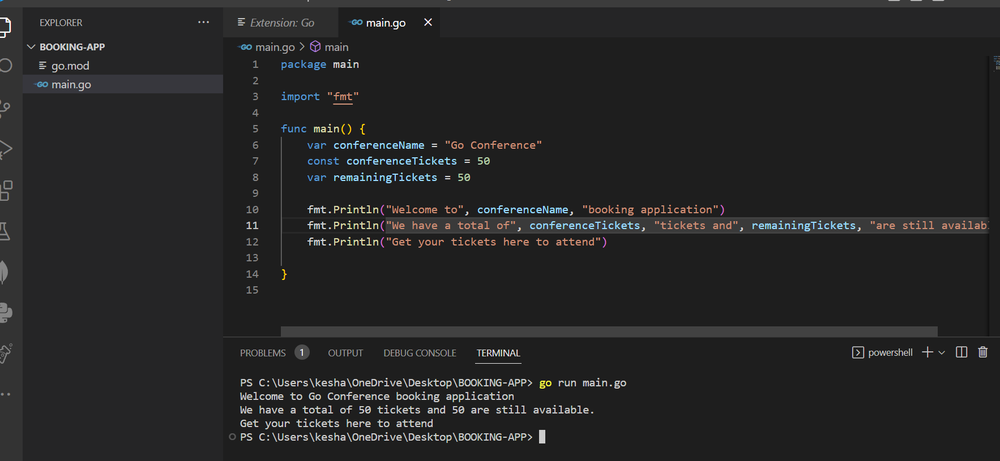 EXPLORER
BOOKING-APP
go.mod
GO main.go
Extension: Go
GO main.go
GO main.go > main
1 package main
2
3 import "fmt"
4
5 func main() {
6 var conferenceName = "Go Conference"
7 const conferenceTickets = 50
8 var remainingTickets = 50
9
10 fmt.Println("Welcome to", conferenceName, "booking application")
11 fmt.Println("We have a total of", conferenceTickets, "tickets and", remainingTickets, "are still availab
12 fmt.Println("Get your tickets here to attend")
13
14 }
15
PROBLEMS 1 OUTPUT DEBUG CONSOLE TERMINAL powershell
PS C:\Users\kesha\OneDrive\Desktop\BOOKING-APP> go run main.go
Welcome to Go Conference booking application
We have a total of 50 tickets and 50 are still available.
Get your tickets here to attend
PS C:\Users\kesha\OneDrive\Desktop\BOOKING-APP>